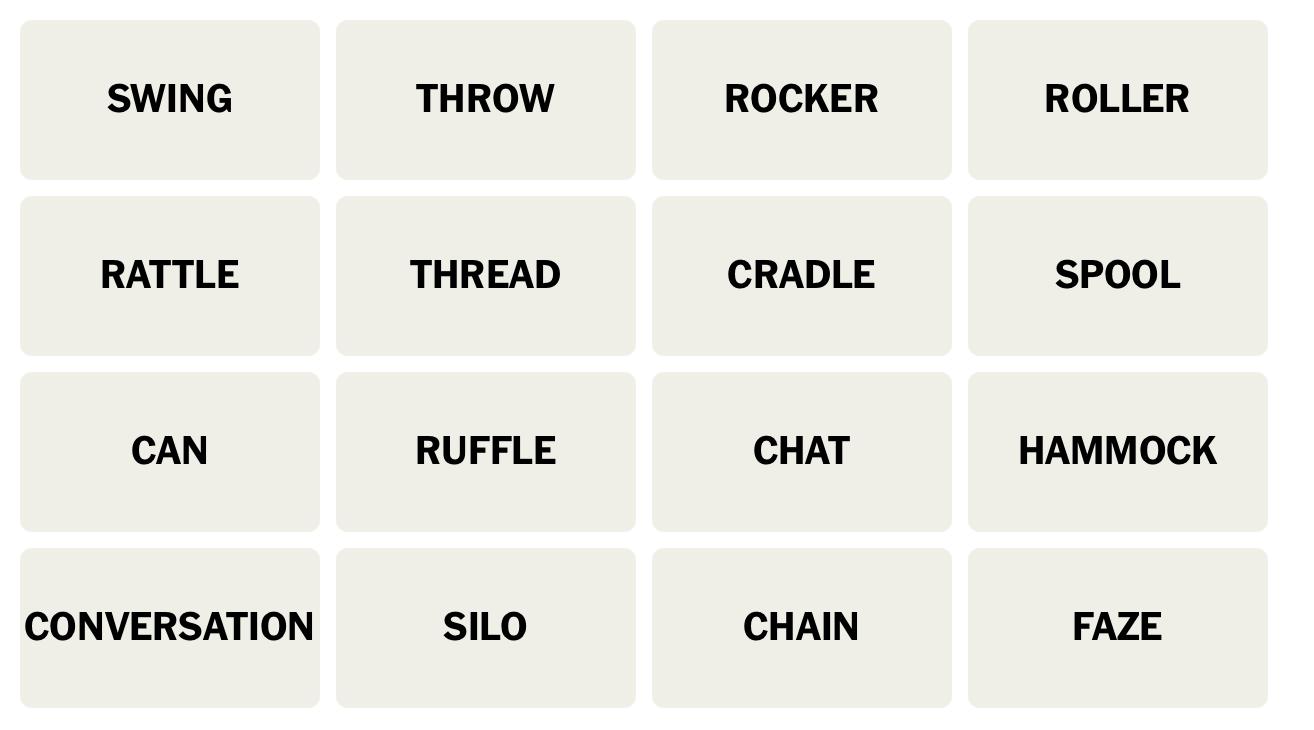 SWING
THROW
ROCKER
ROLLER
RATTLE
THREAD
CRADLE
SPOOL
CAN
RUFFLE
CHAT
HAMMOCK
CONVERSATION
SILO
CHAIN
FAZE